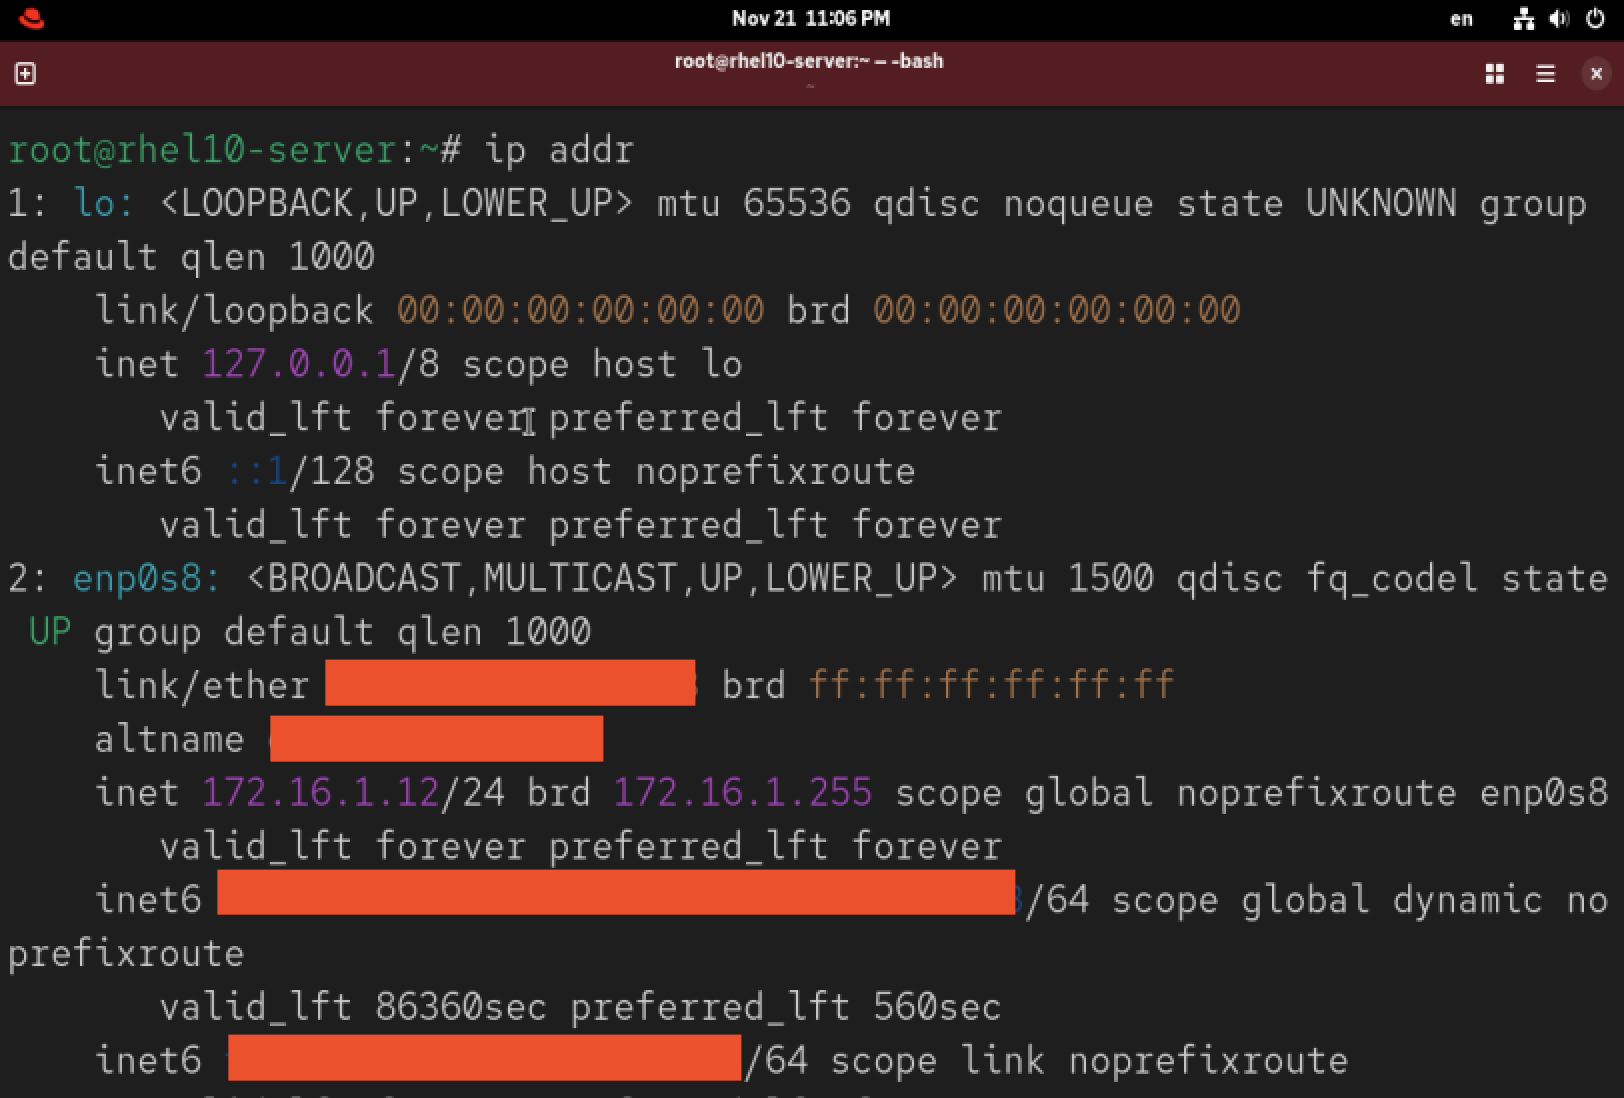 Nov 21 11:06 PM
en
root@rhel10-server:~ — -bash
~
root@rhel10-server:~# ip addr
1: lo: <LOOPBACK,UP,LOWER_UP> mtu 65536 qdisc noqueue state UNKNOWN group
default qlen 1000
link/loopback 00:00:00:00:00:00 brd 00:00:00:00:00:00
inet 127.0.0.1/8 scope host lo
valid_lft forever preferred_lft forever
inet6 ::1/128 scope host noprefixroute
valid_lft forever preferred_lft forever
2: enp0s8: <BROADCAST,MULTICAST,UP,LOWER_UP> mtu 1500 qdisc fq_codel state
UP group default qlen 1000
link/ether brd ff:ff:ff:ff:ff:ff
altname
inet 172.16.1.12/24 brd 172.16.1.255 scope global noprefixroute enp0s8
valid_lft forever preferred_lft forever
inet6 /64 scope global dynamic no
prefixroute
valid_lft 86360sec preferred_lft 560sec
inet6 /64 scope link noprefixroute